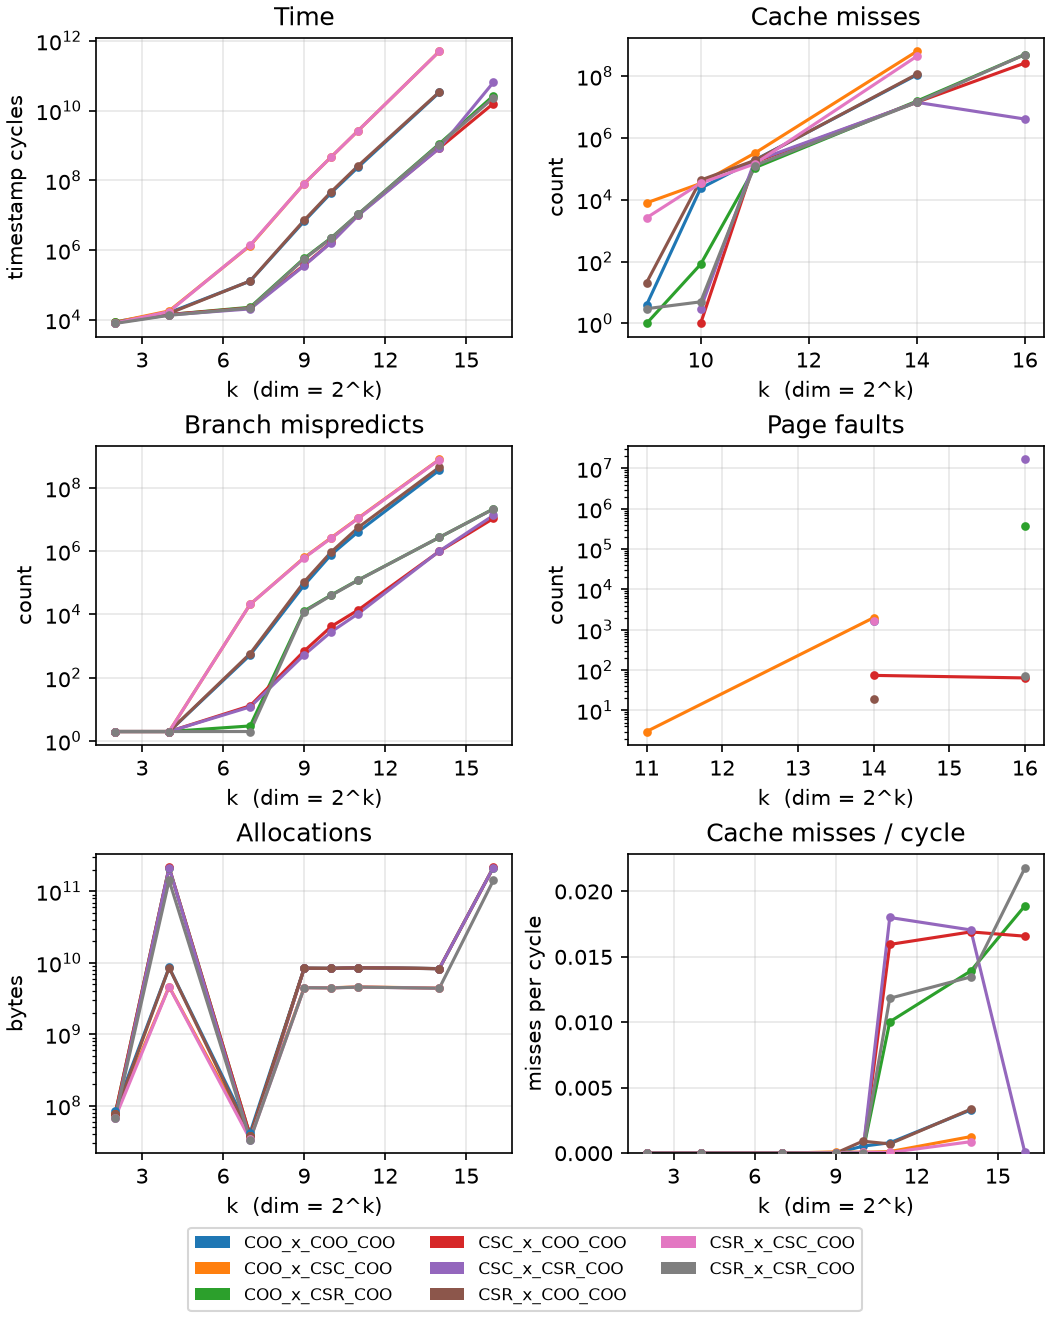 Time
10^12
10^10
10^8
10^6
10^4
timestamp cycles
3 6 9 12 15
k (dim = 2^k)
Cache misses
10^8
10^6
10^4
10^2
10^0
count
10 12 14 16
k (dim = 2^k)
Branch mispredicts
10^8
10^6
10^4
10^2
10^0
count
3 6 9 12 15
k (dim = 2^k)
Page faults
10^7
10^6
10^5
10^4
10^3
10^2
10^1
count
11 12 13 14 15 16
k (dim = 2^k)
Allocations
10^11
10^10
10^9
10^8
bytes
3 6 9 12 15
k (dim = 2^k)
Cache misses / cycle
0.020
0.015
0.010
0.005
0.000
misses per cycle
3 6 9 12 15
k (dim = 2^k)
COO_x_COO_COO
COO_x_CSC_COO
COO_x_CSR_COO
CSC_x_COO_COO
CSC_x_CSR_COO
CSR_x_COO_COO
CSR_x_CSC_COO
CSR_x_CSR_COO